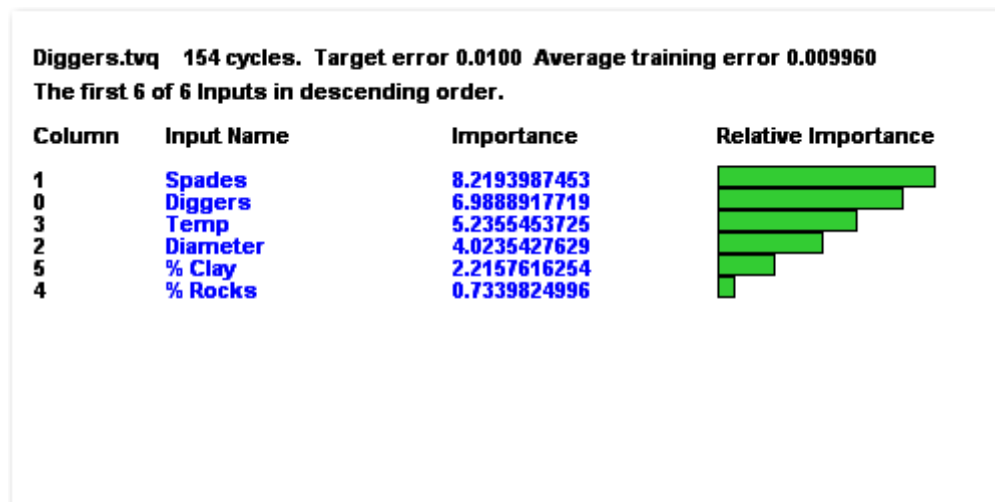 Diggers.tvq 154 cycles. Target error 0.0100 Average training error 0.009960
The first 6 of 6 Inputs in descending order.
Column Input Name Importance Relative Importance
1 Spades 8.2193987453
0 Diggers 6.9888917719
3 Temp 5.2355453725
2 Diameter 4.0235427629
5 % Clay 2.2157616254
4 % Rocks 0.7339824996